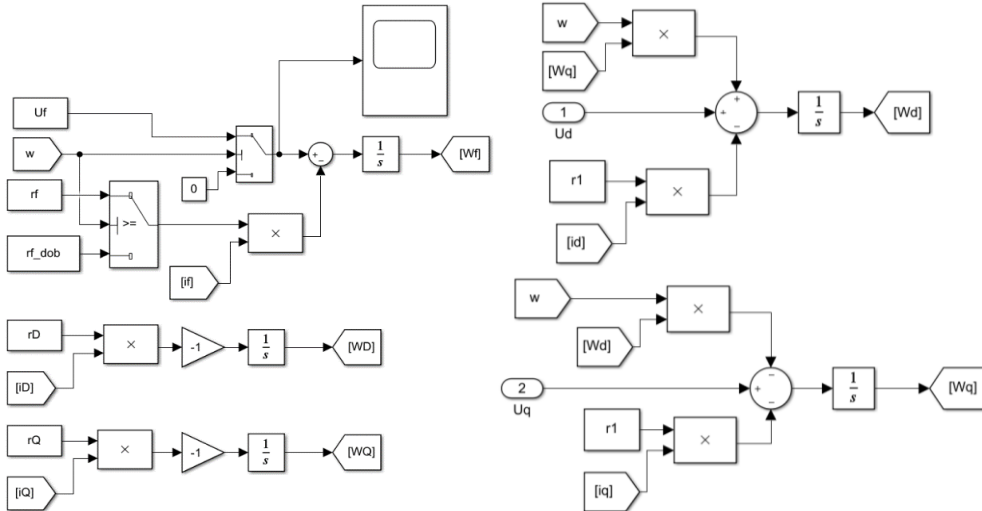 Uf
w
rf
rf_dob
0
>=
[if]
×
+
−
1
s
[Wf]
rD
[iD]
×
-1
1
s
[WD]
rQ
[iQ]
×
-1
1
s
[WQ]
w
[Wq]
×
1
Ud
r1
[id]
×
+
+
−
1
s
[Wd]
w
[Wd]
×
2
Uq
r1
[iq]
×
−
+
−
1
s
[Wq]